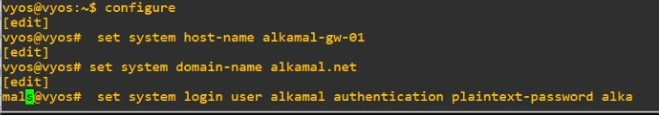 vyos@vyos:~$ configure
[edit]
vyos@vyos#  set system host-name alkamal-gw-01
[edit]
vyos@vyos# set system domain-name alkamal.net
[edit]
mals@vyos#  set system login user alkamal authentication plaintext-password alka